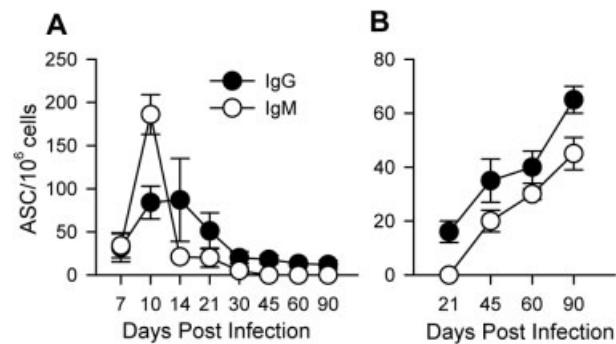 A
B
250
200
150
100
50
0
ASC/10⁶ cells
IgG
IgM
7 10 14 21 30 45 60 90
Days Post Infection
80
60
40
20
0
21 45 60 90
Days Post Infection